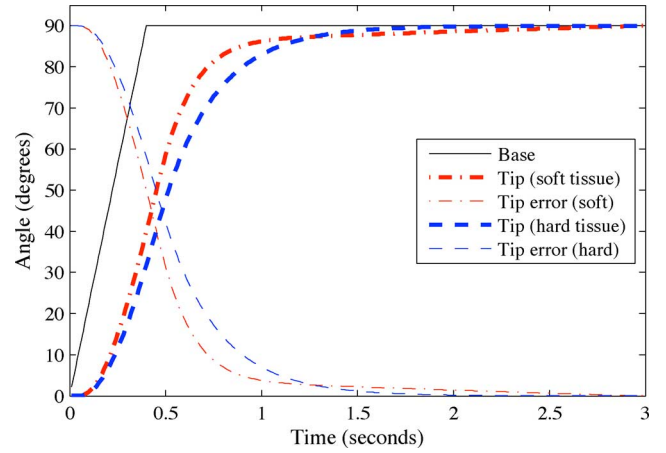 90
80
70
60
50
40
30
20
10
0
Angle (degrees)
Base
Tip (soft tissue)
Tip error (soft)
Tip (hard tissue)
Tip error (hard)
0 0.5 1 1.5 2 2.5 3
Time (seconds)